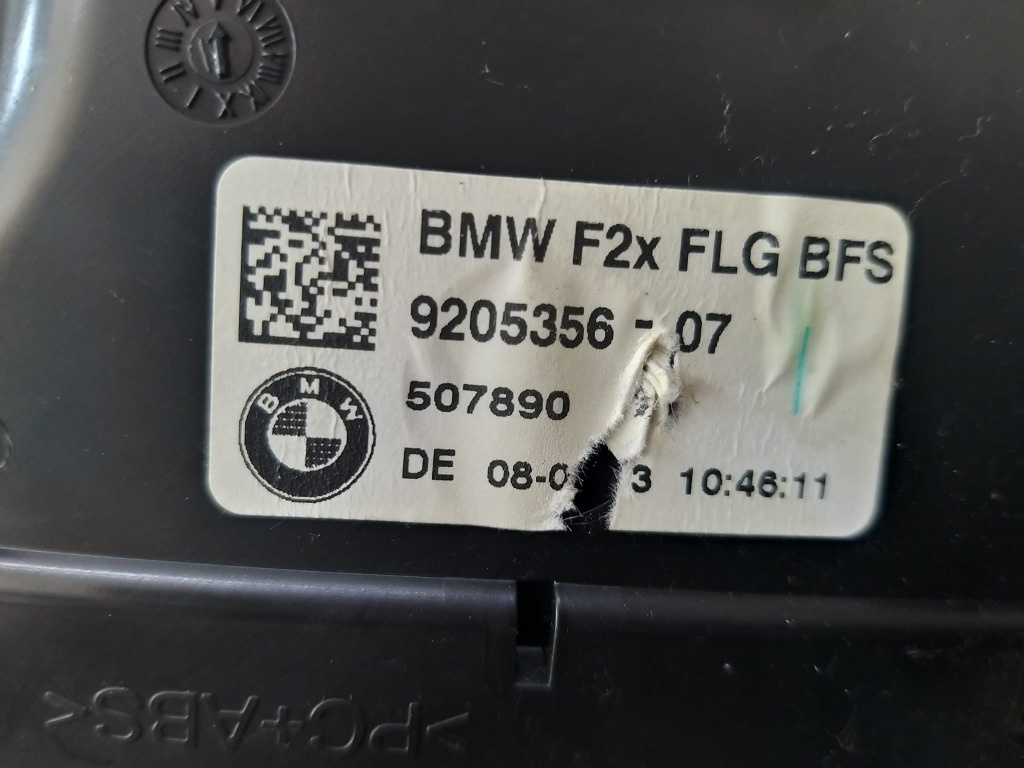 BMW F2x FLG BFS
9205356 - 07
507890
BMW
DE 08-0 3 10:46:11
>PC+ABS<